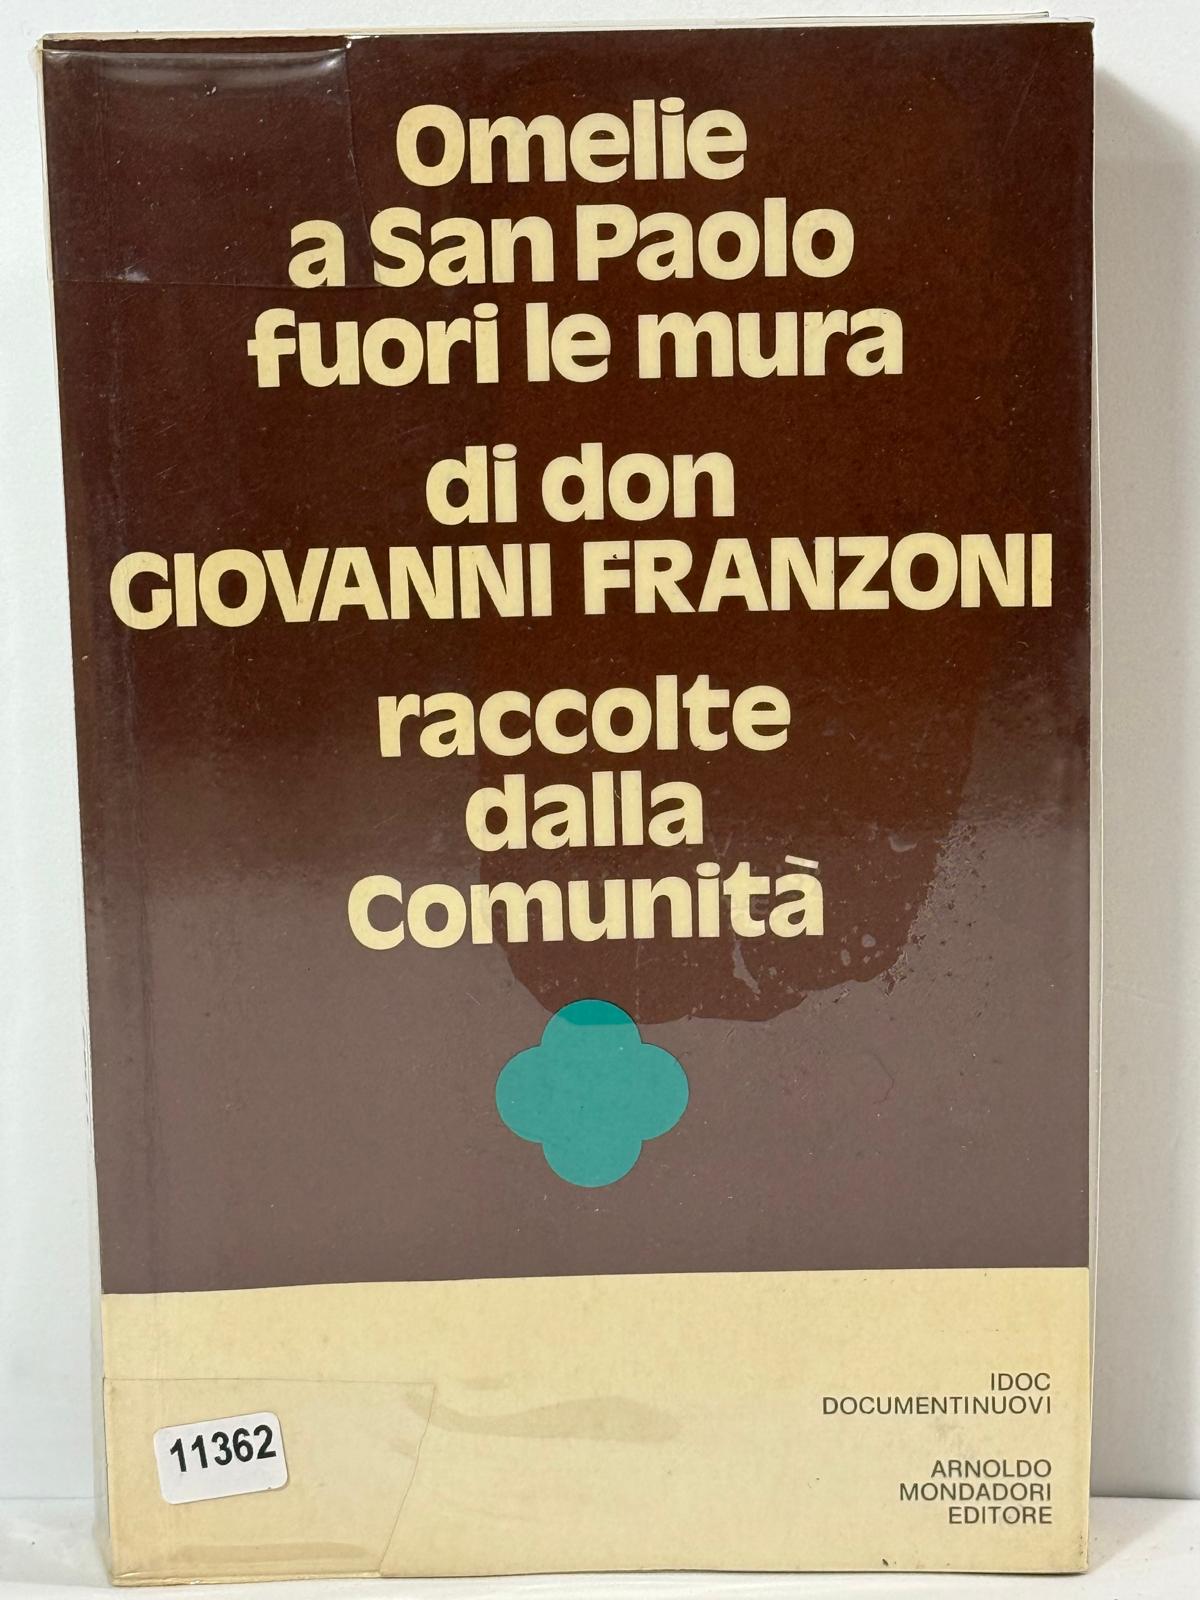 Omelie
a San Paolo
fuori le mura
di don
GIOVANNI FRANZONI
raccolte
dalla
Comunità
IDOC
DOCUMENTINUOVI
ARNOLDO
MONDADORI
EDITORE
11362